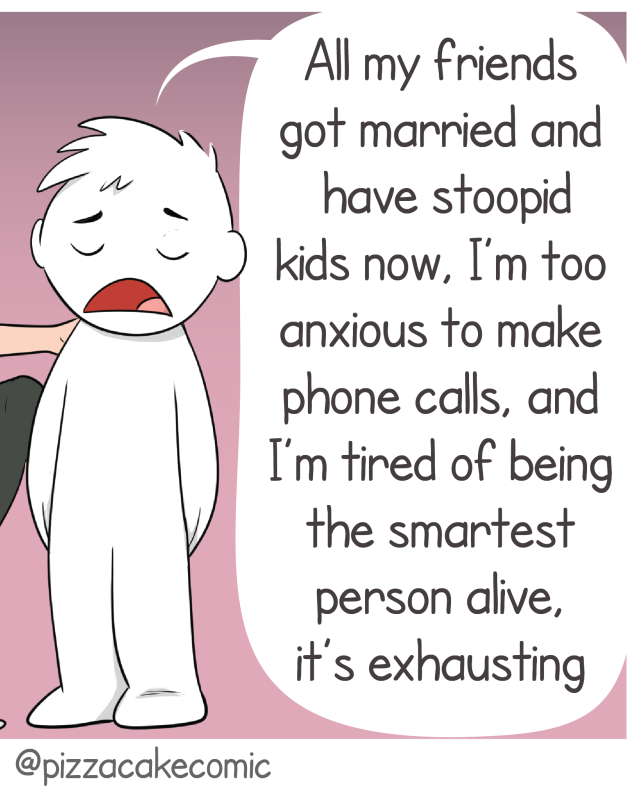 All my friends
got married and
have stoopid
kids now, I'm too
anxious to make
phone calls, and
I'm tired of being
the smartest
person alive,
it's exhausting
@pizzacakecomic